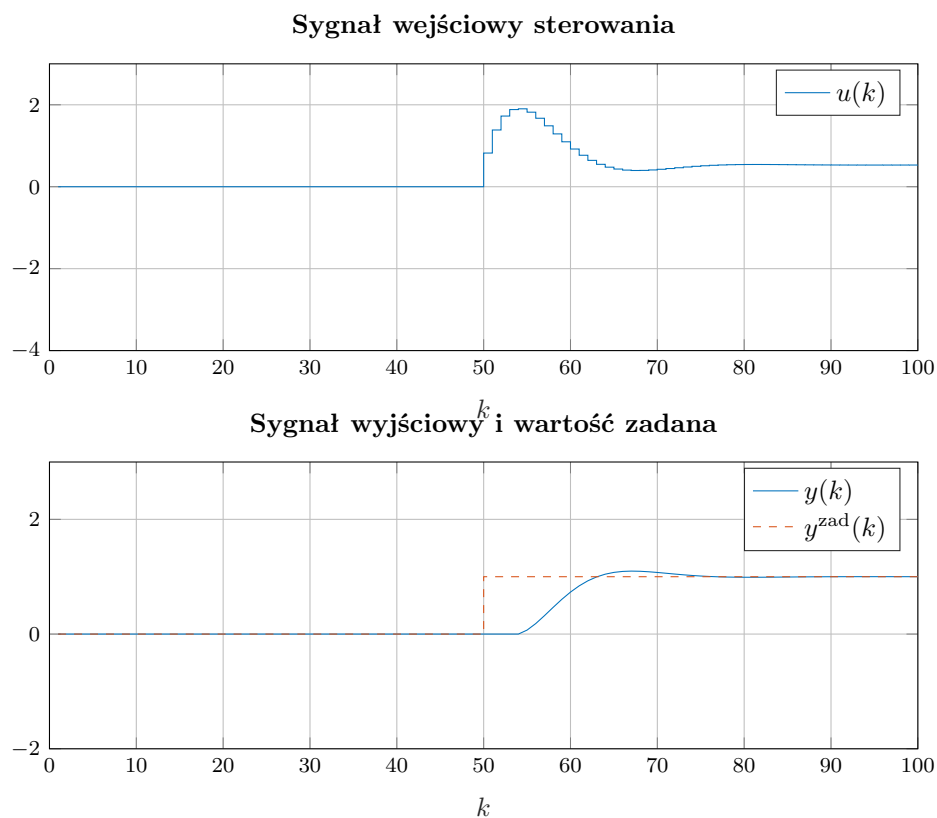 Sygnał wejściowy sterowania
u(k)
2
0
−2
−4
0 10 20 30 40 50 60 70 80 90 100
k
Sygnał wyjściowy i wartość zadana
y(k)
y^zad(k)
2
0
−2
0 10 20 30 40 50 60 70 80 90 100
k